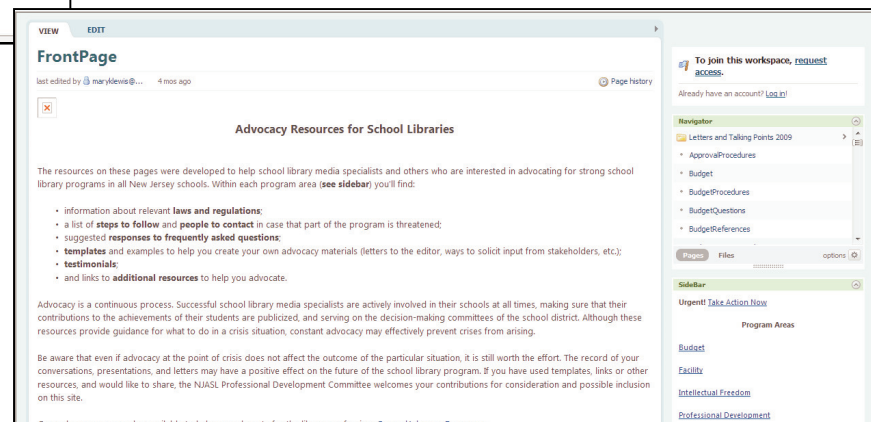 VIEW EDIT
FrontPage
last edited by maryklewis@... 4 mos ago Page history
Advocacy Resources for School Libraries
The resources on these pages were developed to help school library media specialists and others who are interested in advocating for strong school
library programs in all New Jersey schools. Within each program area (see sidebar) you'll find:
• information about relevant laws and regulations;
• a list of steps to follow and people to contact in case that part of the program is threatened;
• suggested responses to frequently asked questions;
• templates and examples to help you create your own advocacy materials (letters to the editor, ways to solicit input from stakeholders, etc.);
• testimonials;
• and links to additional resources to help you advocate.
Advocacy is a continuous process. Successful school library media specialists are actively involved in their schools at all times, making sure that their
contributions to the achievements of their students are publicized, and serving on the decision-making committees of the school district. Although these
resources provide guidance for what to do in a crisis situation, constant advocacy may effectively prevent crises from arising.
Be aware that even if advocacy at the point of crisis does not affect the outcome of the particular situation, it is still worth the effort. The record of your
conversations, presentations, and letters may have a positive effect on the future of the school library program. If you have used templates, links or other
resources, and would like to share, the NJASL Professional Development Committee welcomes your contributions for consideration and possible inclusion
on this site.
To join this workspace, request
access.
Already have an account? Log in!
Navigator
Letters and Talking Points 2009
• ApprovalProcedures
• Budget
• BudgetProcedures
• BudgetQuestions
• BudgetReferences
Pages Files options
SideBar
Urgent! Take Action Now
Program Areas
Budget
Facility
Intellectual Freedom
Professional Development